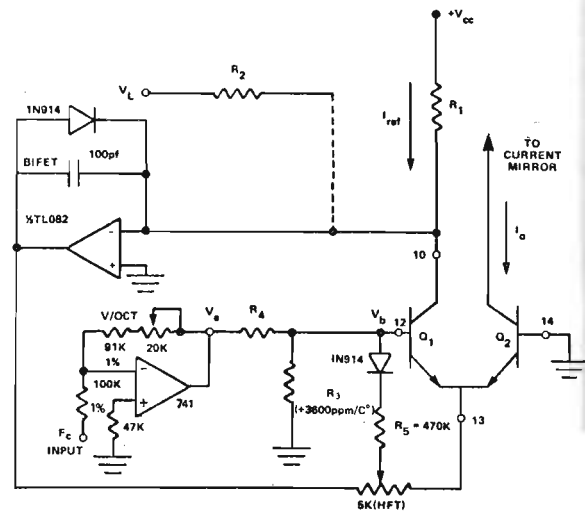 +Vcc
R2
VL
1N914
Iref
R1
BIFET
100pf
TO
CURRENT
MIRROR
½TL082
-
+
Io
10
V/OCT
Va
R4
Vb
12
Q1
Q2
14
91K
20K
1%
100K
-
741
+
1%
47K
Fc
INPUT
IN914
R3
(+3600ppm/C°)
R5 = 470K
13
5K(HFT)